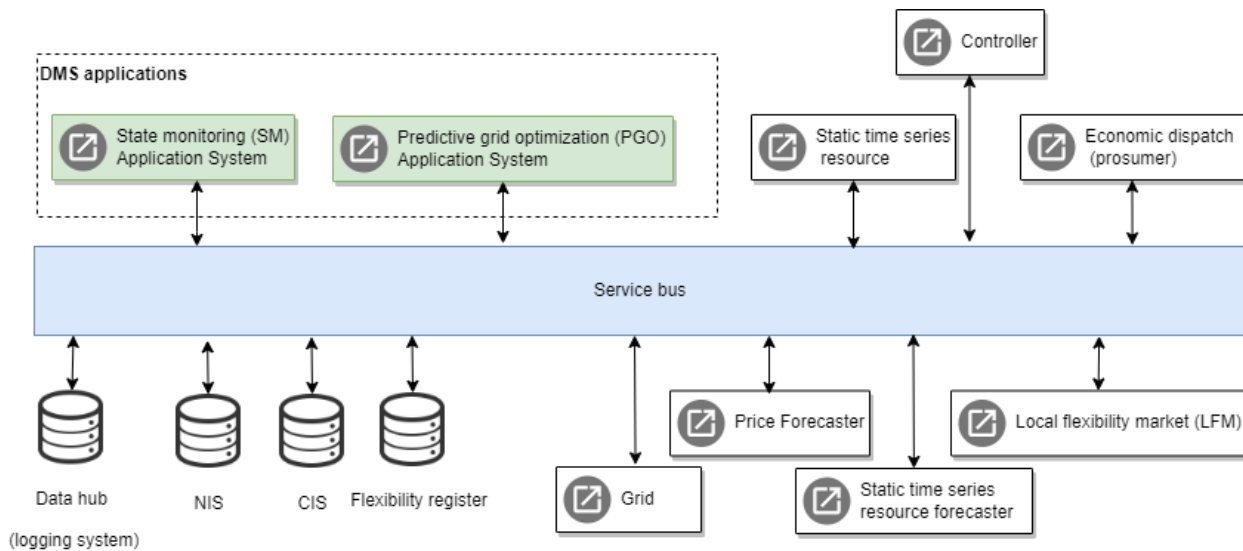 Controller
DMS applications
State monitoring (SM)
Application System
Predictive grid optimization (PGO)
Application System
Static time series
resource
Economic dispatch
(prosumer)
Service bus
Data hub
(logging system)
NIS
CIS
Flexibility register
Grid
Price Forecaster
Static time series
resource forecaster
Local flexibility market (LFM)